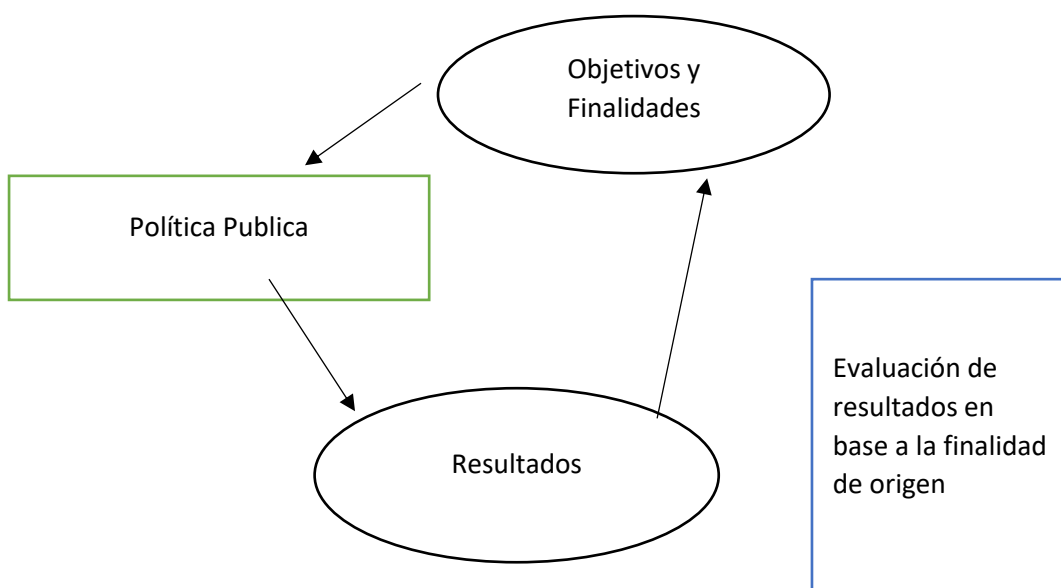 Objetivos y
Finalidades
Política Publica
Resultados
Evaluación de
resultados en
base a la finalidad
de origen